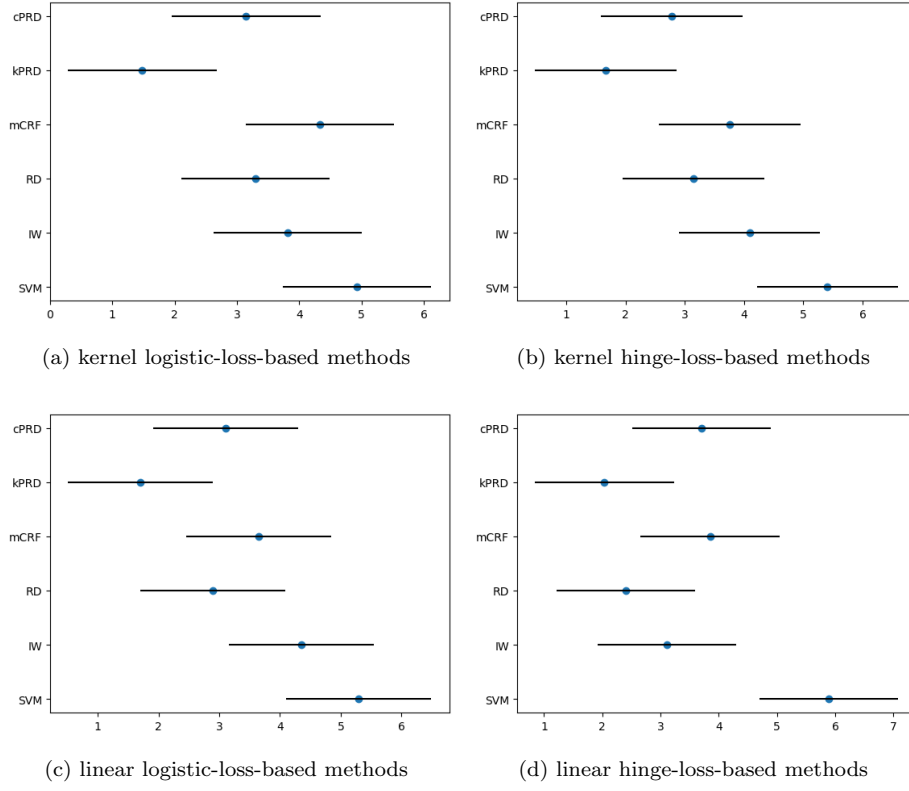 cPRD
kPRD
mCRF
RD
IW
SVM
0 1 2 3 4 5 6
(a) kernel logistic-loss-based methods
cPRD
kPRD
mCRF
RD
IW
SVM
1 2 3 4 5 6
(b) kernel hinge-loss-based methods
cPRD
kPRD
mCRF
RD
IW
SVM
1 2 3 4 5 6
(c) linear logistic-loss-based methods
cPRD
kPRD
mCRF
RD
IW
SVM
1 2 3 4 5 6 7
(d) linear hinge-loss-based methods